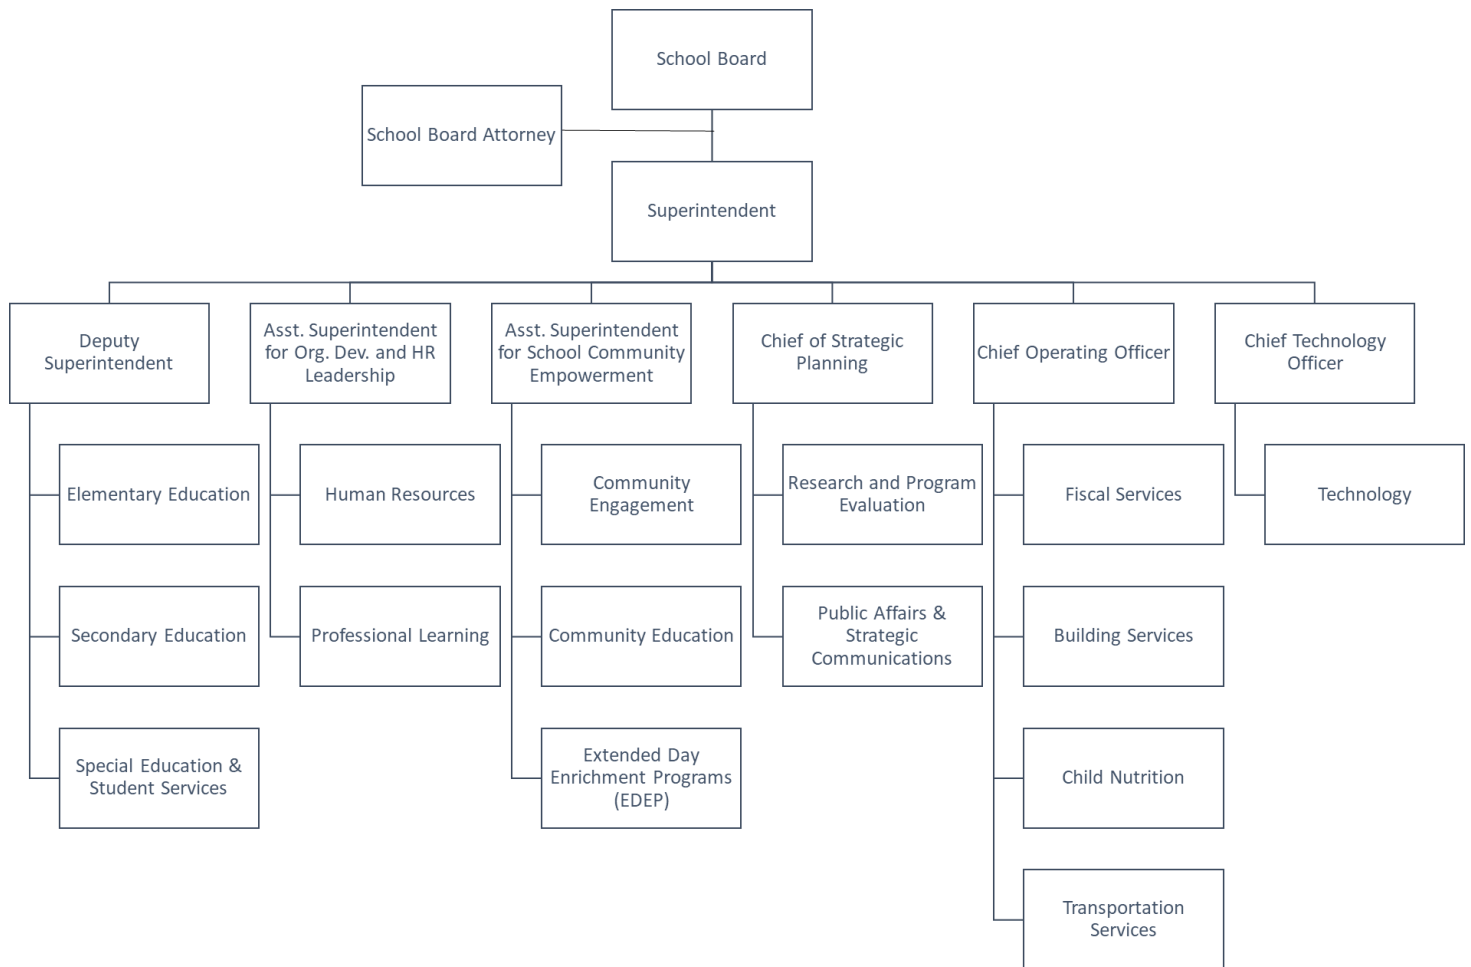 School Board
School Board Attorney
Superintendent
Deputy
Superintendent
Asst. Superintendent
for Org. Dev. and HR
Leadership
Asst. Superintendent
for School Community
Empowerment
Chief of Strategic
Planning
Chief Operating Officer
Chief Technology
Officer
Elementary Education
Human Resources
Community
Engagement
Research and Program
Evaluation
Fiscal Services
Technology
Secondary Education
Professional Learning
Community Education
Public Affairs &
Strategic
Communications
Building Services
Special Education &
Student Services
Extended Day
Enrichment Programs
(EDEP)
Child Nutrition
Transportation
Services